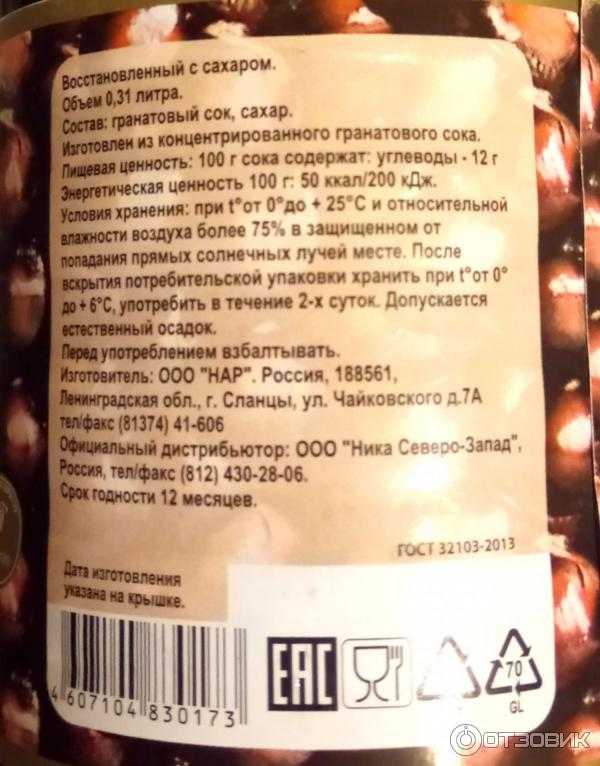 Восстановленный с сахаром.
Объем 0,31 литра.
Состав: гранатовый сок, сахар.
Изготовлен из концентрированного гранатового сока.
Пищевая ценность: 100 г сока содержат: углеводы - 12 г
Энергетическая ценность 100 г: 50 ккал/200 кДж.
Условия хранения: при t°от 0°до + 25°С и относительной
влажности воздуха более 75% в защищенном от
попадания прямых солнечных лучей месте. После
вскрытия потребительской упаковки хранить при t°от 0°
до + 6°С, употребить в течение 2-х суток. Допускается
естественный осадок.
Перед употреблением взбалтывать.
Изготовитель: ООО "НАР". Россия, 188561,
Ленинградская обл., г. Сланцы, ул. Чайковского д.7А
тел/факс (81374) 41-606
Официальный дистрибьютор: ООО "Ника Северо-Запад",
Россия, тел/факс (812) 430-28-06.
Срок годности 12 месяцев.
ГОСТ 32103-2013
Дата изготовления
указана на крышке.
4 607104 830173
EAC
70
GL
ОТЗОВИК